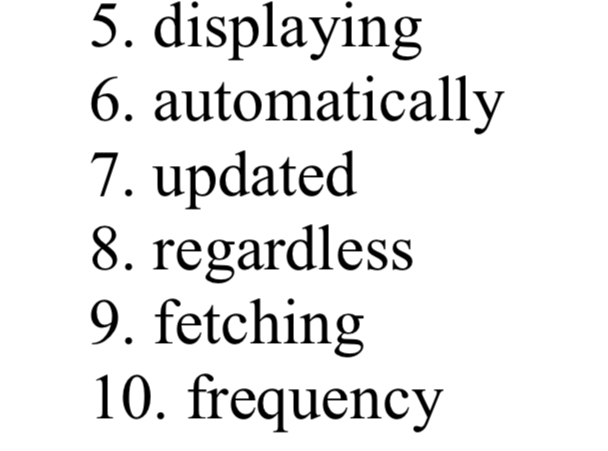 5. displaying
6. automatically
7. updated
8. regardless
9. fetching
10. frequency